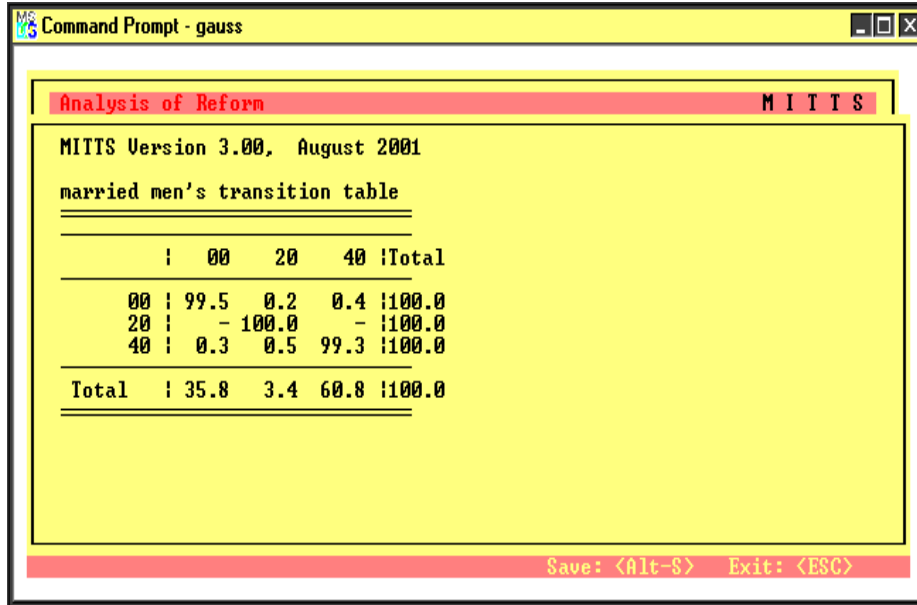 Command Prompt - gauss
Analysis of Reform M I T T S
MITTS Version 3.00, August 2001
married men's transition table
¦ 00 20 40 ¦Total
00 ¦ 99.5 0.2 0.4 ¦100.0
20 ¦ - 100.0 - ¦100.0
40 ¦ 0.3 0.5 99.3 ¦100.0
Total ¦ 35.8 3.4 60.8 ¦100.0
Save: <Alt-S> Exit: <ESC>